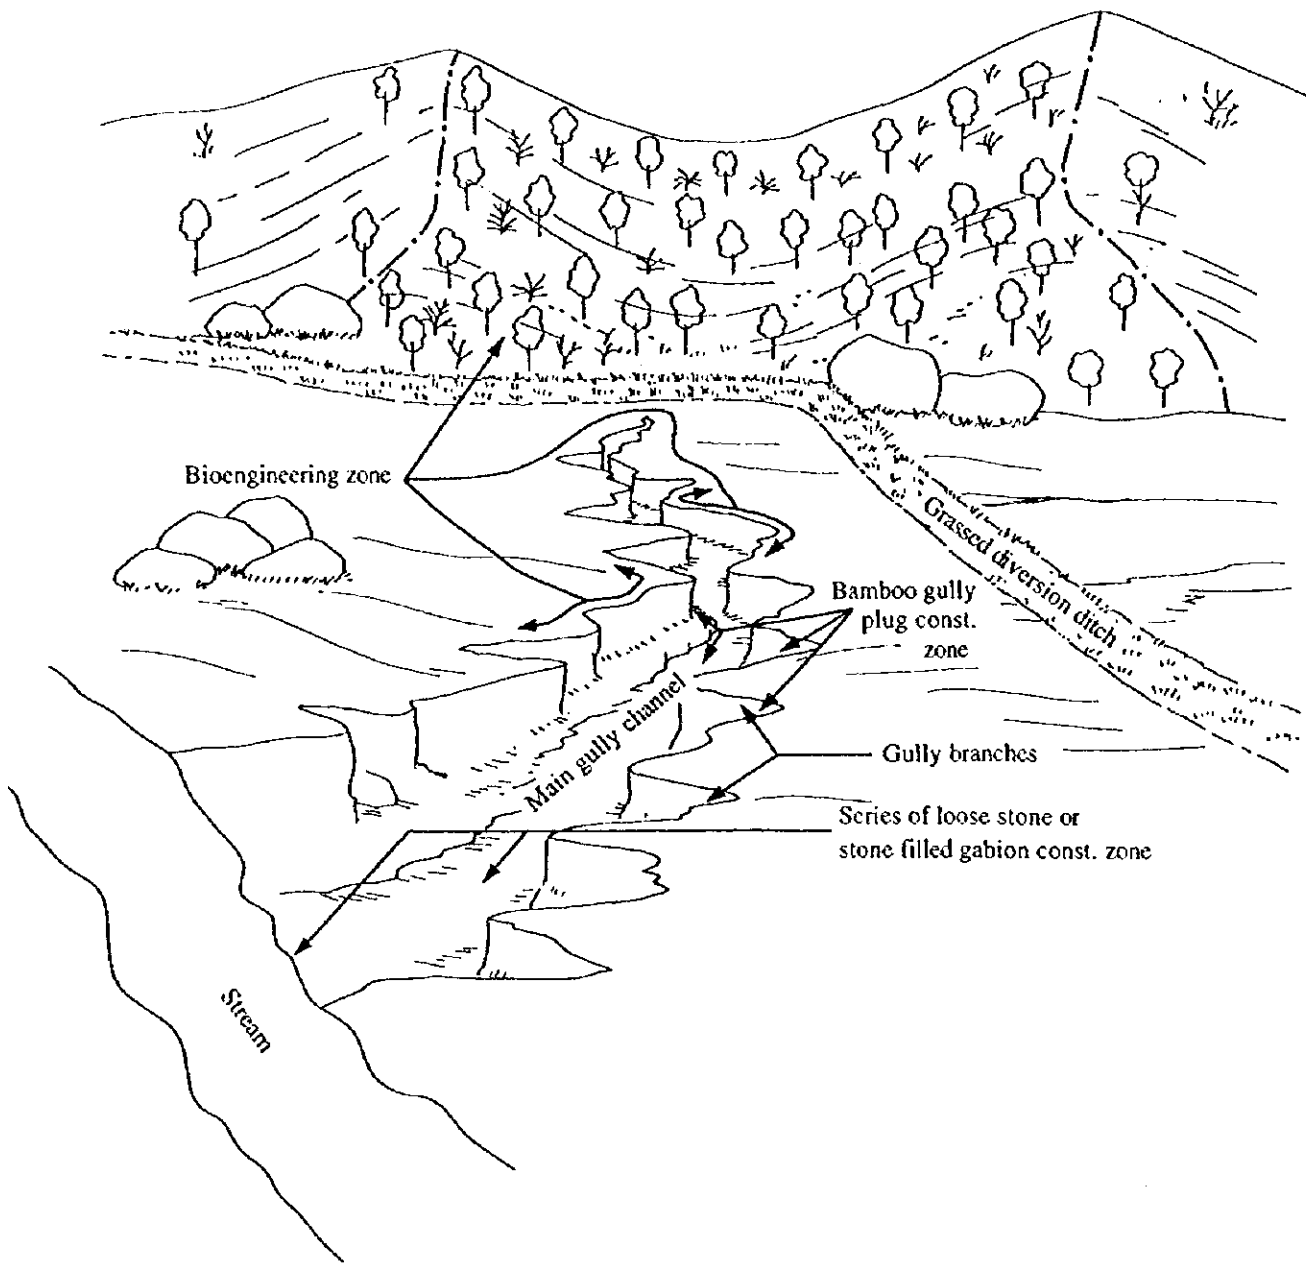 Bioengineering zone
Grassed diversion ditch
Bamboo gully
plug const.
zone
Main gully channel
Gully branches
Series of loose stone or
stone filled gabion const. zone
Stream